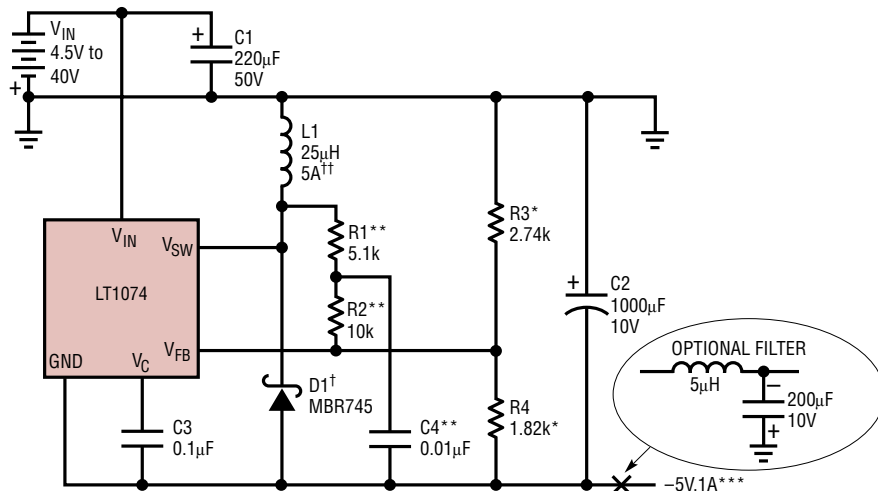 VIN
4.5V to
40V
+
+
C1
220µF
50V
L1
25µH
5A††
R1**
5.1k
R2**
10k
R3*
2.74k
+
C2
1000µF
10V
VIN
VSW
LT1074
GND
VC
VFB
C3
0.1µF
D1†
MBR745
C4**
0.01µF
R4
1.82k*
OPTIONAL FILTER
5µH
–
200µF
10V
+
–5V,1A***